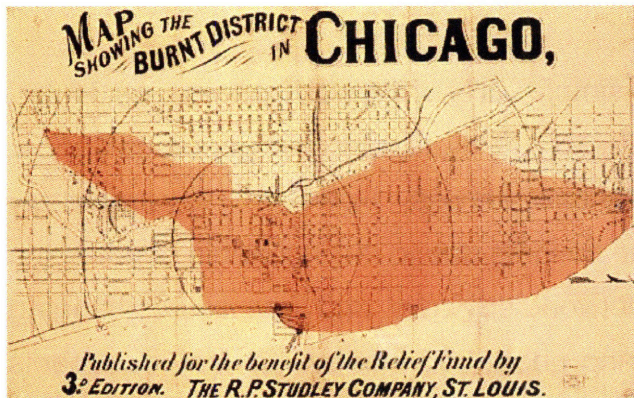 MAP
SHOWING THE
BURNT DISTRICT
IN CHICAGO,
Published for the benefit of the Relief Fund by
3D EDITION. THE R.P. STUDLEY COMPANY, ST. LOUIS.